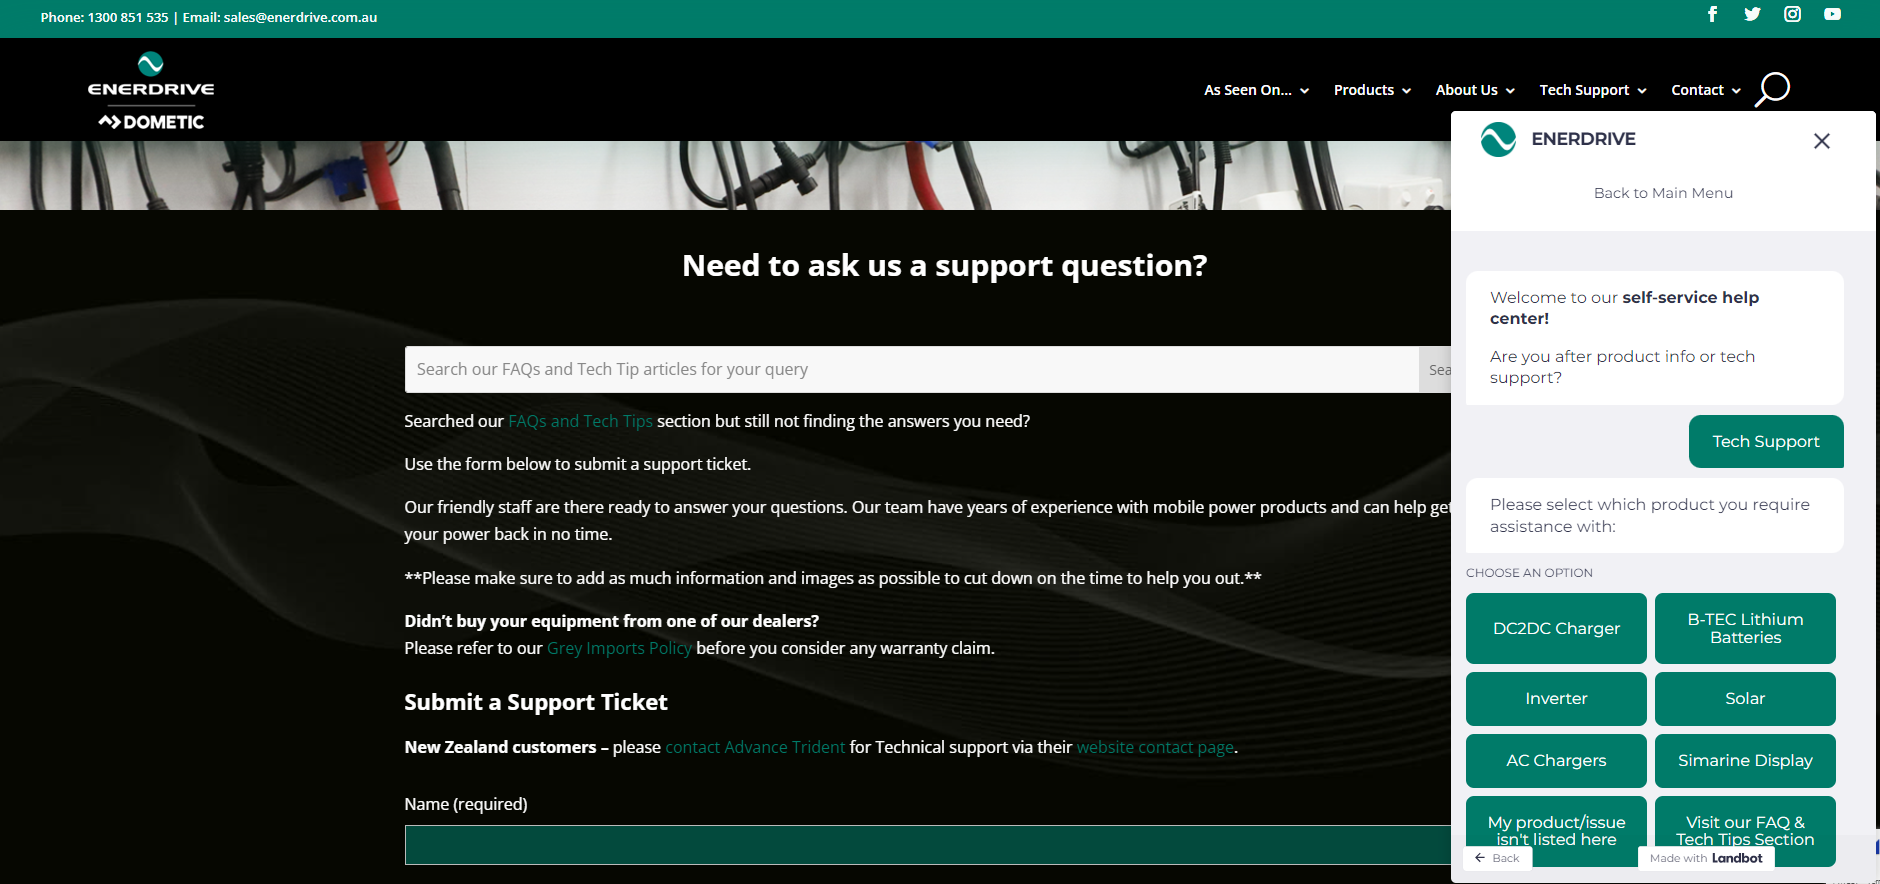 Phone: 1300 851 535 | Email: sales@enerdrive.com.au
ENERDRIVE
DOMETIC
As Seen On... Products About Us Tech Support Contact
Need to ask us a support question?
Search our FAQs and Tech Tip articles for your query
Searched our FAQs and Tech Tips section but still not finding the answers you need?
Use the form below to submit a support ticket.
Our friendly staff are there ready to answer your questions. Our team have years of experience with mobile power products and can help get
your power back in no time.
**Please make sure to add as much information and images as possible to cut down on the time to help you out.**
Didn’t buy your equipment from one of our dealers?
Please refer to our Grey Imports Policy before you consider any warranty claim.
Submit a Support Ticket
New Zealand customers – please contact Advance Trident for Technical support via their website contact page.
Name (required)
ENERDRIVE
Back to Main Menu
Welcome to our self-service help
center!
Are you after product info or tech
support?
Tech Support
Please select which product you require
assistance with:
CHOOSE AN OPTION
DC2DC Charger
B-TEC Lithium
Batteries
Inverter
Solar
AC Chargers
Simarine Display
My product/issue
isn't listed here
Visit our FAQ &
Tech Tips Section
Back
Made with Landbot